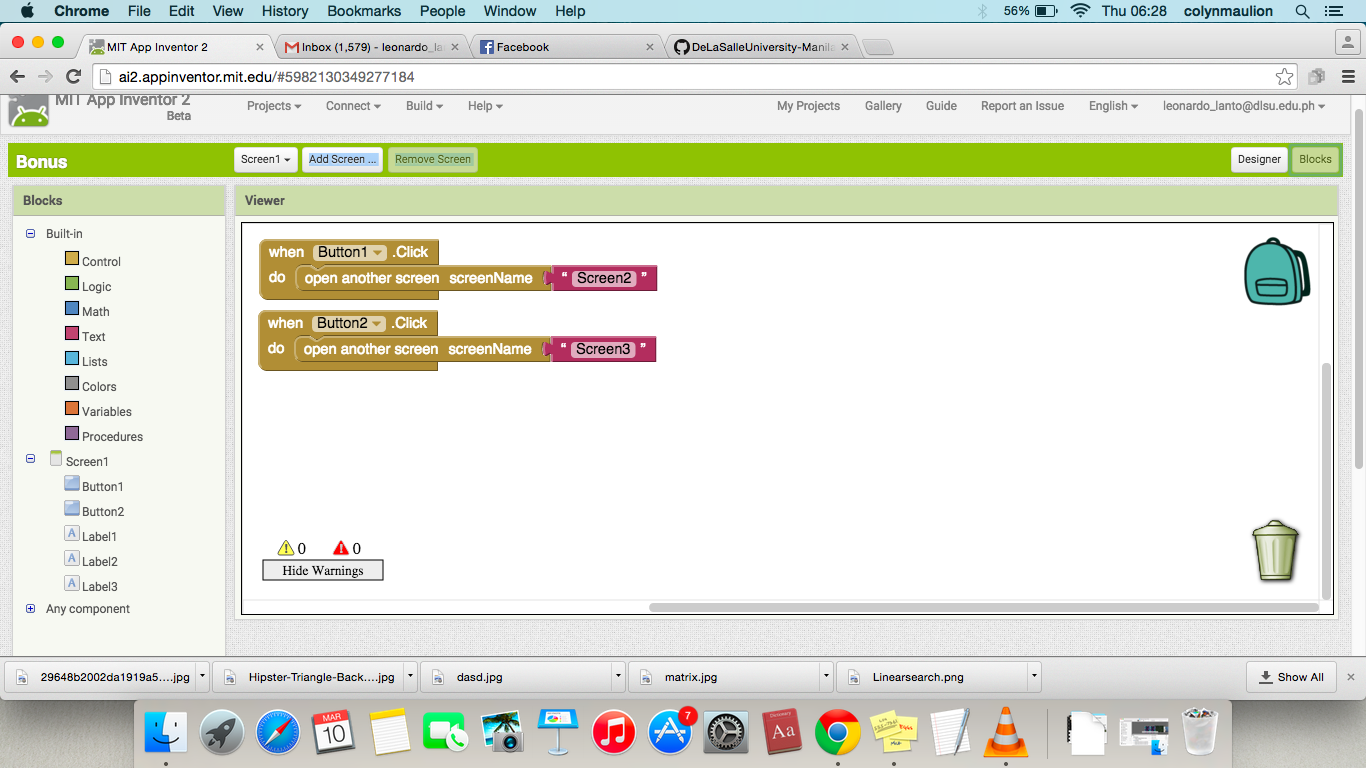 Chrome File Edit View History Bookmarks People Window Help 56% Thu 06:28 colynmaulion
MIT App Inventor 2 Inbox (1,579) - leonardo_la Facebook DeLaSalleUniversity-Manila
ai2.appinventor.mit.edu/#5982130349277184
MIT App Inventor 2
Beta
Projects Connect Build Help My Projects Gallery Guide Report an Issue English leonardo_lanto@dlsu.edu.ph
Bonus Screen1 Add Screen ... Remove Screen Designer Blocks
Blocks Viewer
Built-in
Control
Logic
Math
Text
Lists
Colors
Variables
Procedures
Screen1
Button1
Button2
Label1
Label2
Label3
Any component
when Button1 .Click
do open another screen screenName “ Screen2 ”
when Button2 .Click
do open another screen screenName “ Screen3 ”
0 0
Hide Warnings
29648b2002da1919a5....jpg Hipster-Triangle-Back....jpg dasd.jpg matrix.jpg Linearsearch.png Show All
MAR
10
7
Dictionary
Aa